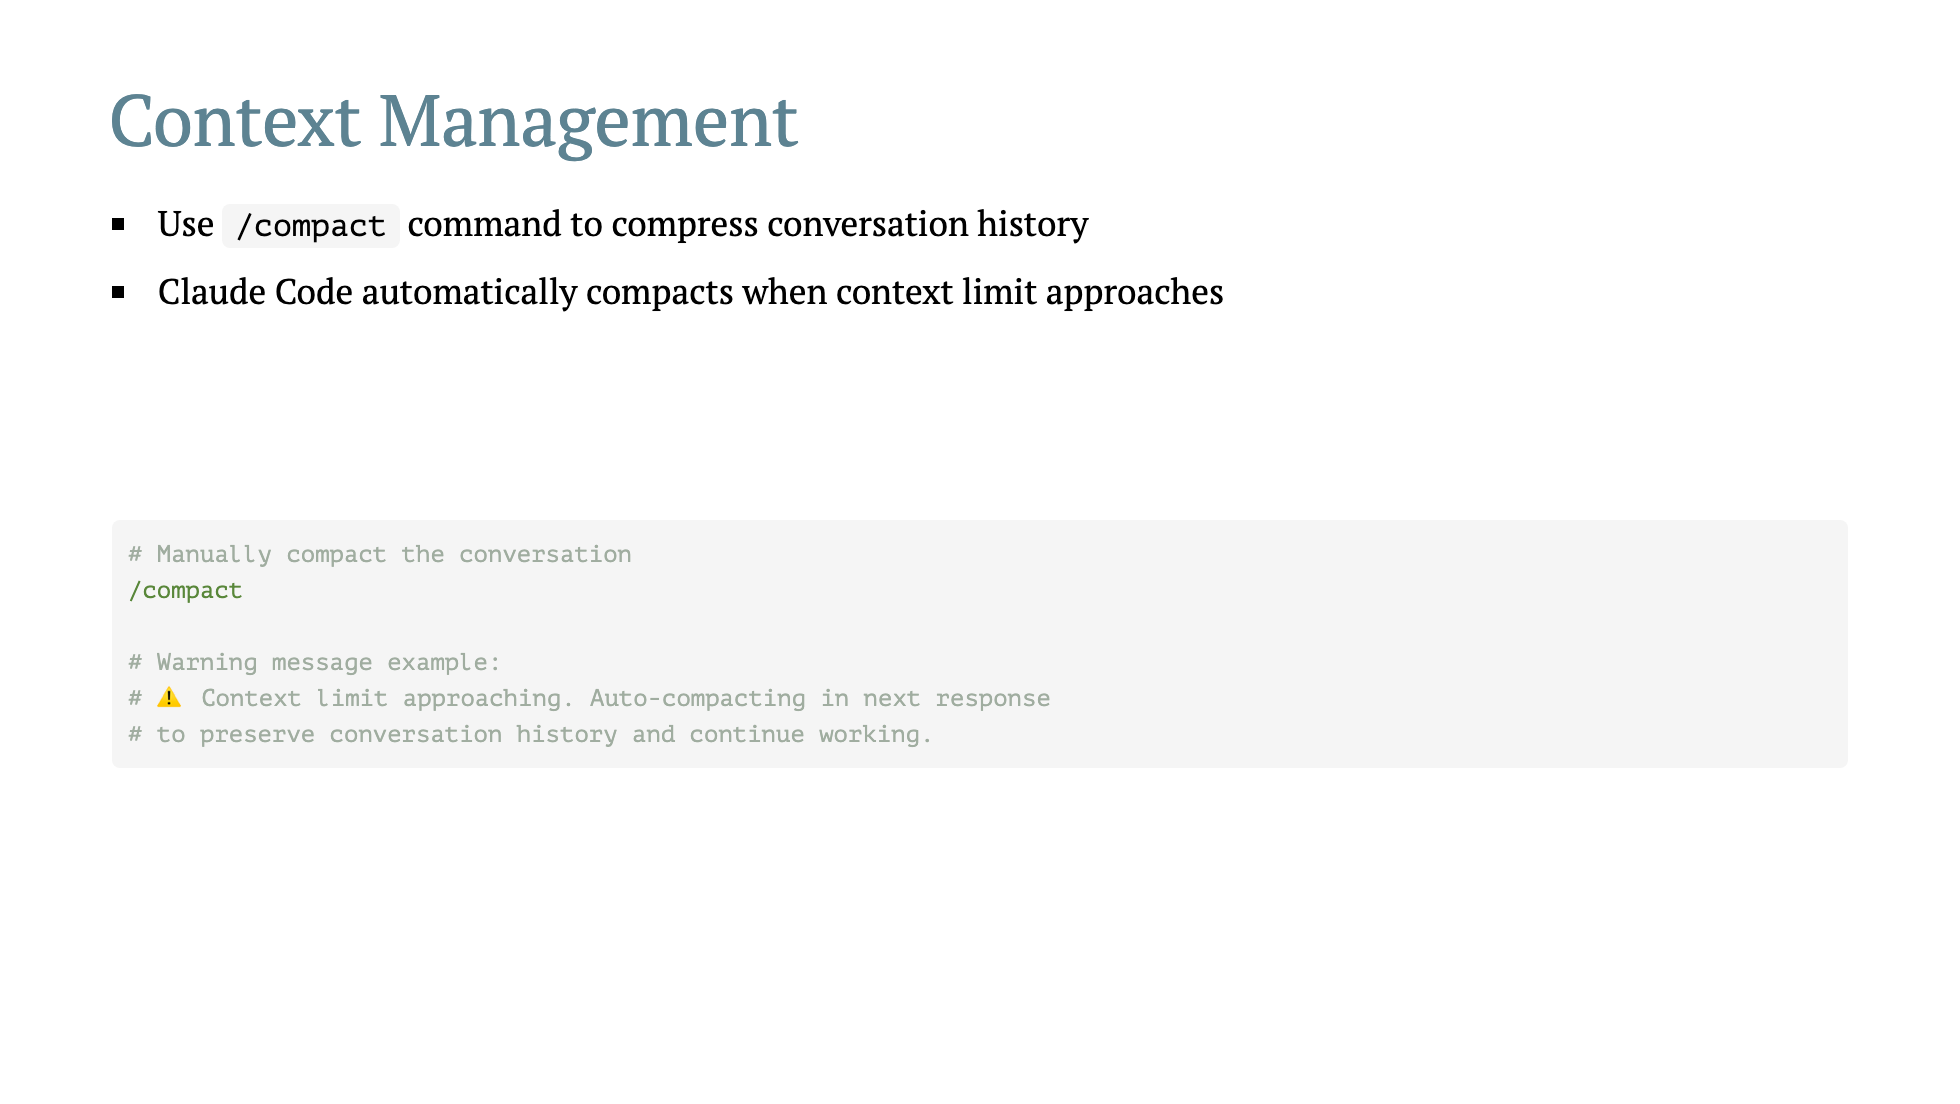 Context Management
Use /compact command to compress conversation history
Claude Code automatically compacts when context limit approaches
# Manually compact the conversation
/compact
# Warning message example:
# ⚠️ Context limit approaching. Auto-compacting in next response
# to preserve conversation history and continue working.